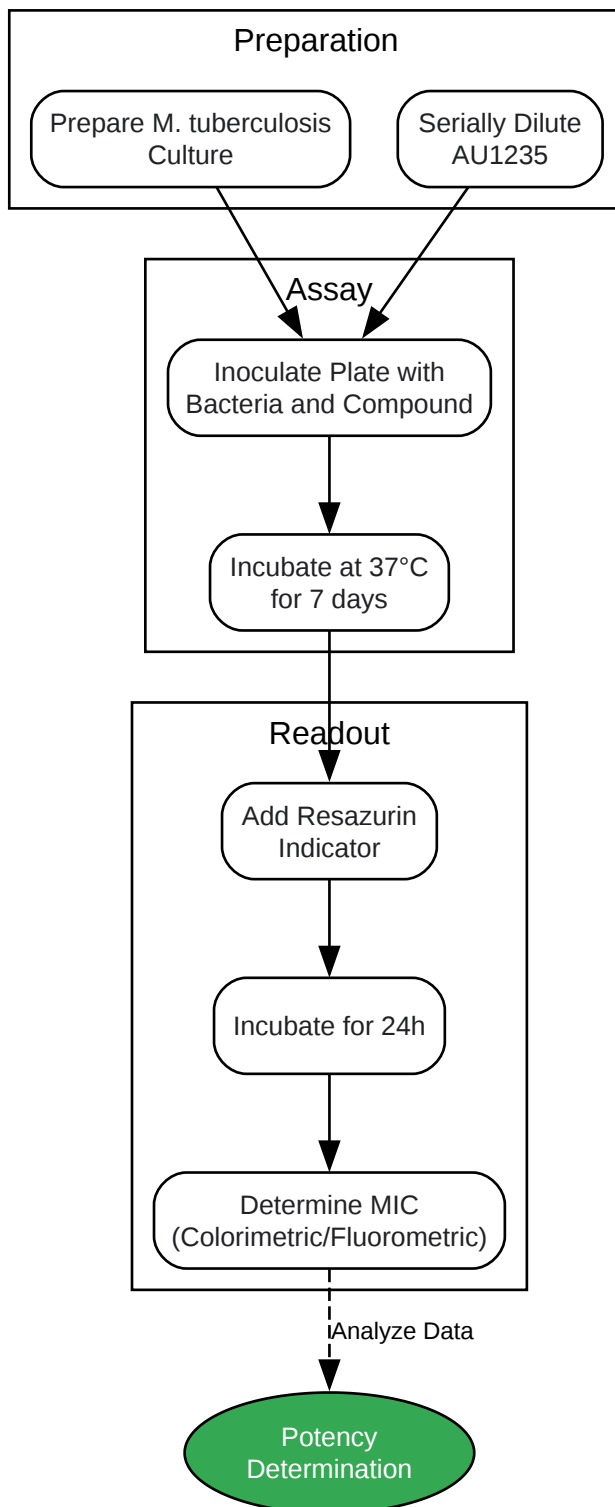 Preparation
Prepare M. tuberculosis
Culture
Serially Dilute
AU1235
Assay
Inoculate Plate with
Bacteria and Compound
Incubate at 37°C
for 7 days
Readout
Add Resazurin
Indicator
Incubate for 24h
Determine MIC
(Colorimetric/Fluorometric)
Analyze Data
Potency
Determination